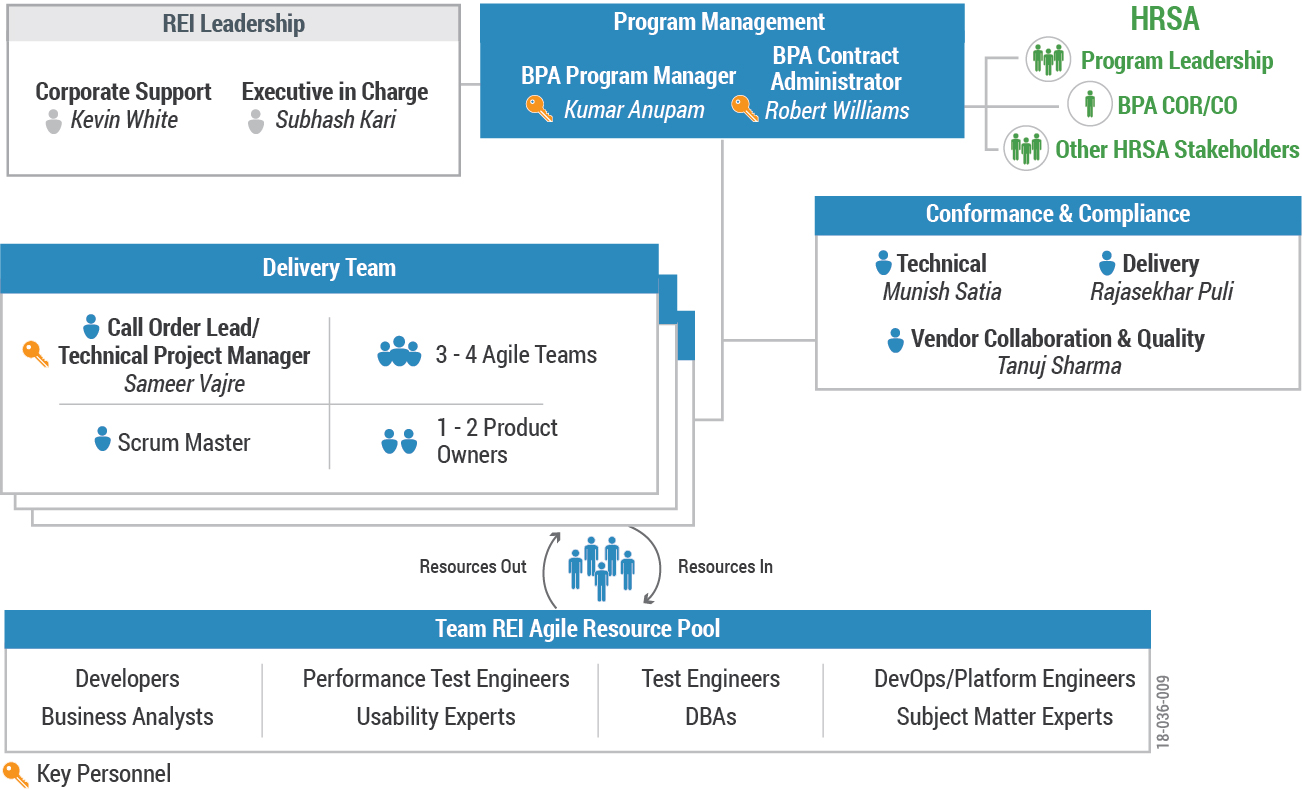 REI Leadership
Corporate Support
Kevin White
Executive in Charge
Subhash Kari
Program Management
BPA Program Manager
Kumar Anupam
BPA Contract
Administrator
Robert Williams
HRSA
Program Leadership
BPA COR/CO
Other HRSA Stakeholders
Conformance & Compliance
Technical
Munish Satia
Delivery
Rajasekhar Puli
Vendor Collaboration & Quality
Tanuj Sharma
Delivery Team
Call Order Lead/
Technical Project Manager
Sameer Vajre
3 - 4 Agile Teams
Scrum Master
1 - 2 Product
Owners
Resources Out
Resources In
Team REI Agile Resource Pool
Developers
Business Analysts
Performance Test Engineers
Usability Experts
Test Engineers
DBAs
DevOps/Platform Engineers
Subject Matter Experts
18-036-009
Key Personnel